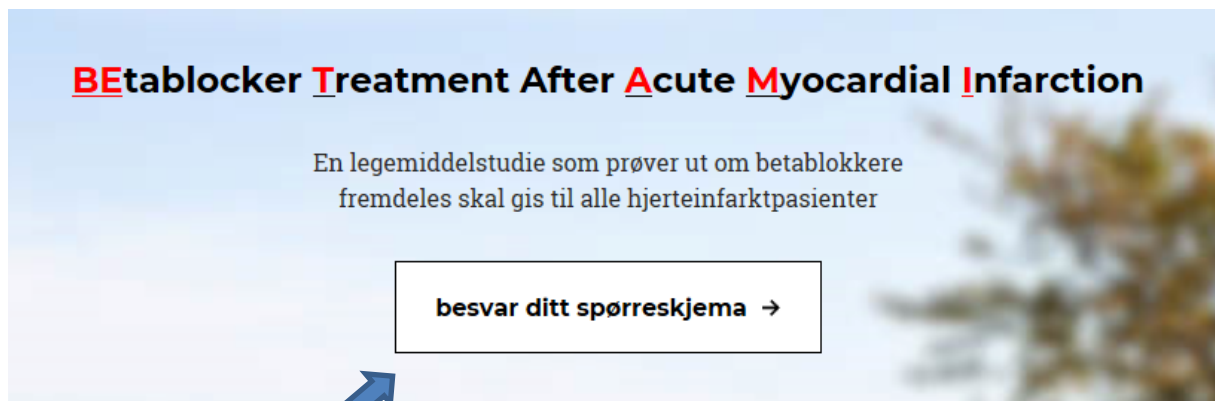 BEtablocker Treatment After Acute Myocardial Infarction
En legemiddelstudie som prøver ut om betablokkere
fremdeles skal gis til alle hjerteinfarktpasienter
besvar ditt spørreskjema →